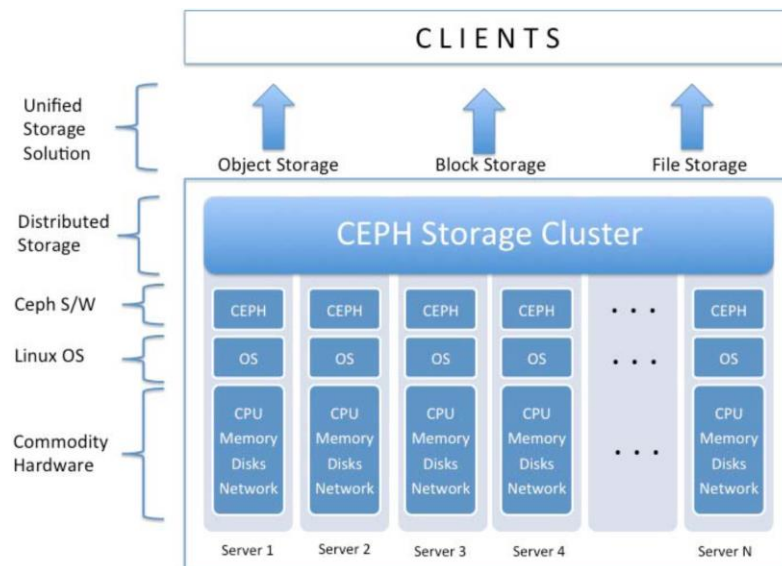 CLIENTS
Unified
Storage
Solution
Object Storage
Block Storage
File Storage
Distributed
Storage
CEPH Storage Cluster
Ceph S/W
CEPH
CEPH
CEPH
CEPH
. . .
CEPH
Linux OS
OS
OS
OS
OS
. . .
OS
Commodity
Hardware
CPU
Memory
Disks
Network
CPU
Memory
Disks
Network
CPU
Memory
Disks
Network
CPU
Memory
Disks
Network
. . .
CPU
Memory
Disks
Network
Server 1
Server 2
Server 3
Server 4
Server N